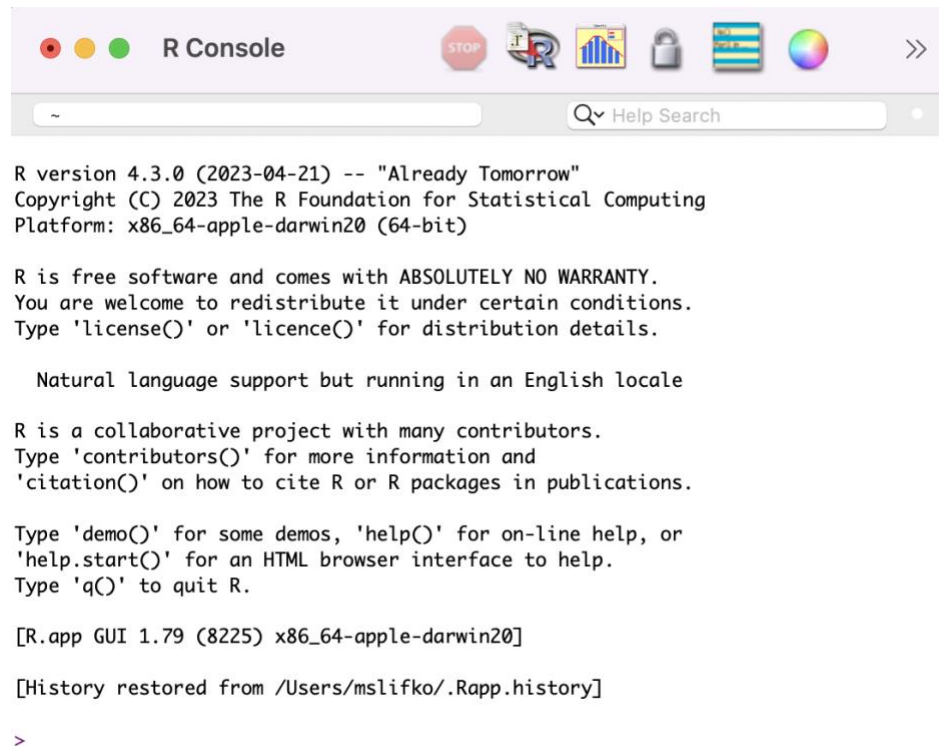 R Console
STOP
~
Help Search
R version 4.3.0 (2023-04-21) -- "Already Tomorrow"
Copyright (C) 2023 The R Foundation for Statistical Computing
Platform: x86_64-apple-darwin20 (64-bit)
R is free software and comes with ABSOLUTELY NO WARRANTY.
You are welcome to redistribute it under certain conditions.
Type 'license()' or 'licence()' for distribution details.
Natural language support but running in an English locale
R is a collaborative project with many contributors.
Type 'contributors()' for more information and
'citation()' on how to cite R or R packages in publications.
Type 'demo()' for some demos, 'help()' for on-line help, or
'help.start()' for an HTML browser interface to help.
Type 'q()' to quit R.
[R.app GUI 1.79 (8225) x86_64-apple-darwin20]
[History restored from /Users/mslifko/.Rapp.history]
>